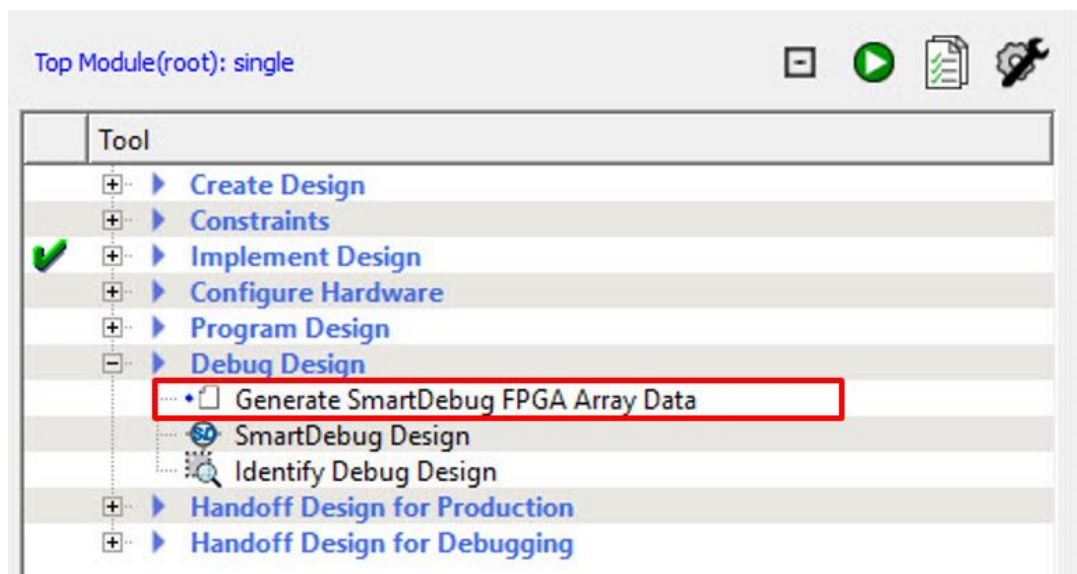 Top Module(root): single
Tool
Create Design
Constraints
Implement Design
Configure Hardware
Program Design
Debug Design
Generate SmartDebug FPGA Array Data
SmartDebug Design
Identify Debug Design
Handoff Design for Production
Handoff Design for Debugging